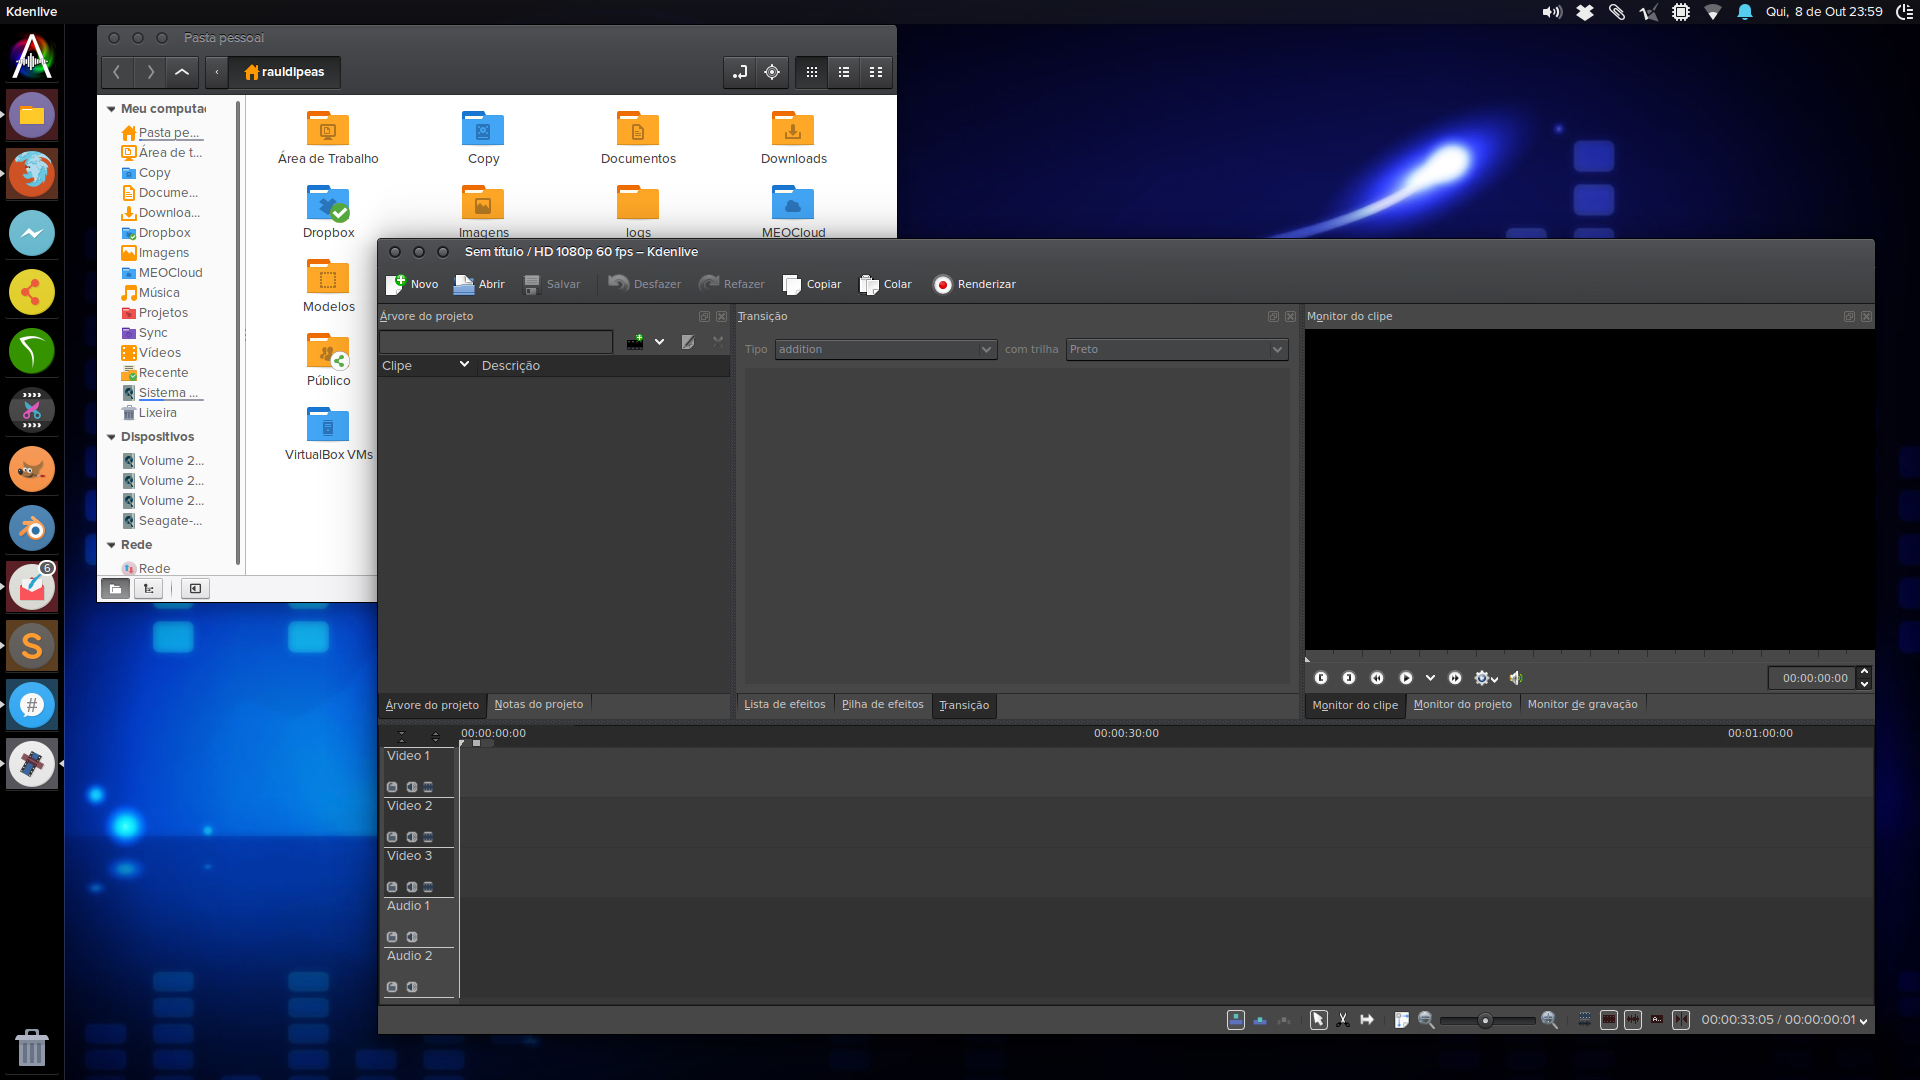 Kdenlive
Qui, 8 de Out 23:59
Pasta pessoal
rauldipeas
Meu computa
Pasta pe...
Área de t...
Copy
Docume...
Downloa...
Dropbox
Imagens
MEOCloud
Música
Projetos
Sync
Vídeos
Recente
Sistema ...
Lixeira
Dispositivos
Volume 2...
Volume 2...
Volume 2...
Seagate-...
Rede
Rede
Área de Trabalho
Copy
Documentos
Downloads
Dropbox
Imagens
logs
MEOCloud
Modelos
Público
VirtualBox VMs
6
S
#
Sem título / HD 1080p 60 fps – Kdenlive
Novo
Abrir
Salvar
Desfazer
Refazer
Copiar
Colar
Renderizar
Árvore do projeto
Clipe
Descrição
Transição
Tipo
addition
com trilha
Preto
Monitor do clipe
00:00:00:00
Árvore do projeto
Notas do projeto
Lista de efeitos
Pilha de efeitos
Transição
Monitor do clipe
Monitor do projeto
Monitor de gravação
00:00:00:00
00:00:30:00
00:01:00:00
Video 1
Video 2
Video 3
Audio 1
Audio 2
00:00:33:05 / 00:00:00:01